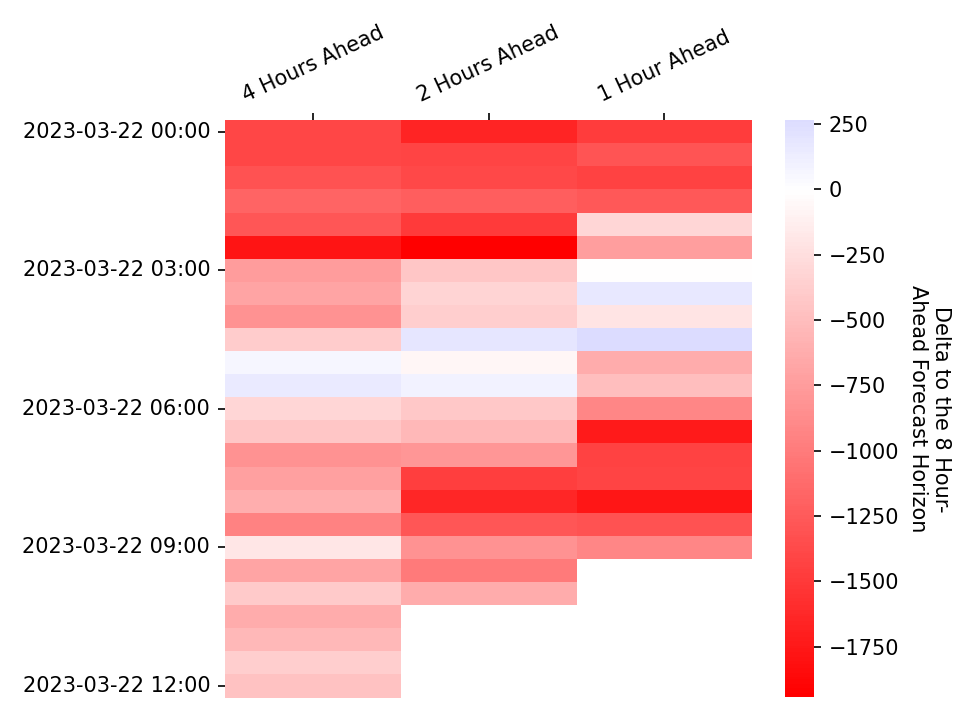 4 Hours Ahead
2 Hours Ahead
1 Hour Ahead
2023-03-22 00:00
2023-03-22 03:00
2023-03-22 06:00
2023-03-22 09:00
2023-03-22 12:00
250
0
−250
−500
−750
−1000
−1250
−1500
−1750
Delta to the 8 Hour-
Ahead Forecast Horizon